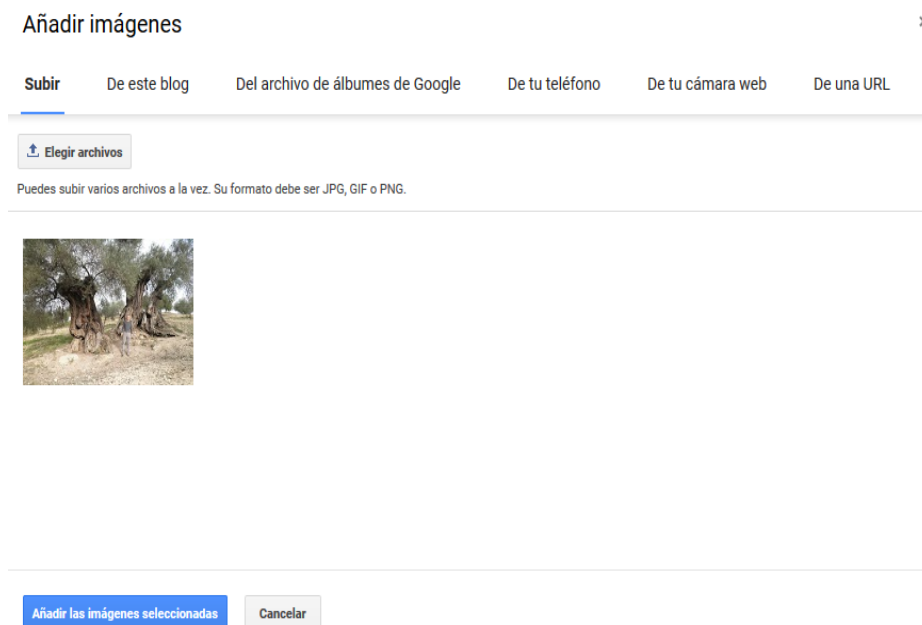 Añadir imágenes
Subir De este blog Del archivo de álbumes de Google De tu teléfono De tu cámara web De una URL
Elegir archivos
Puedes subir varios archivos a la vez. Su formato debe ser JPG, GIF o PNG.
Añadir las imágenes seleccionadas Cancelar